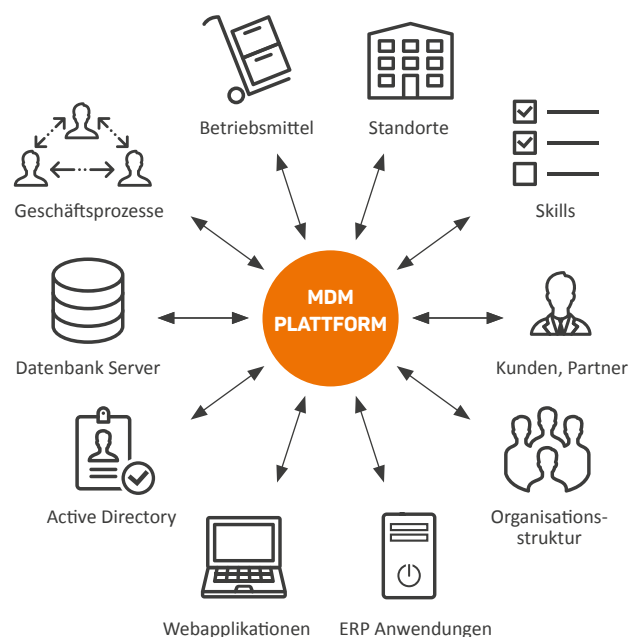 Betriebsmittel
Standorte
Geschäftsprozesse
Skills
MDM
PLATTFORM
Datenbank Server
Kunden, Partner
Active Directory
Organisations-
struktur
Webapplikationen
ERP Anwendungen